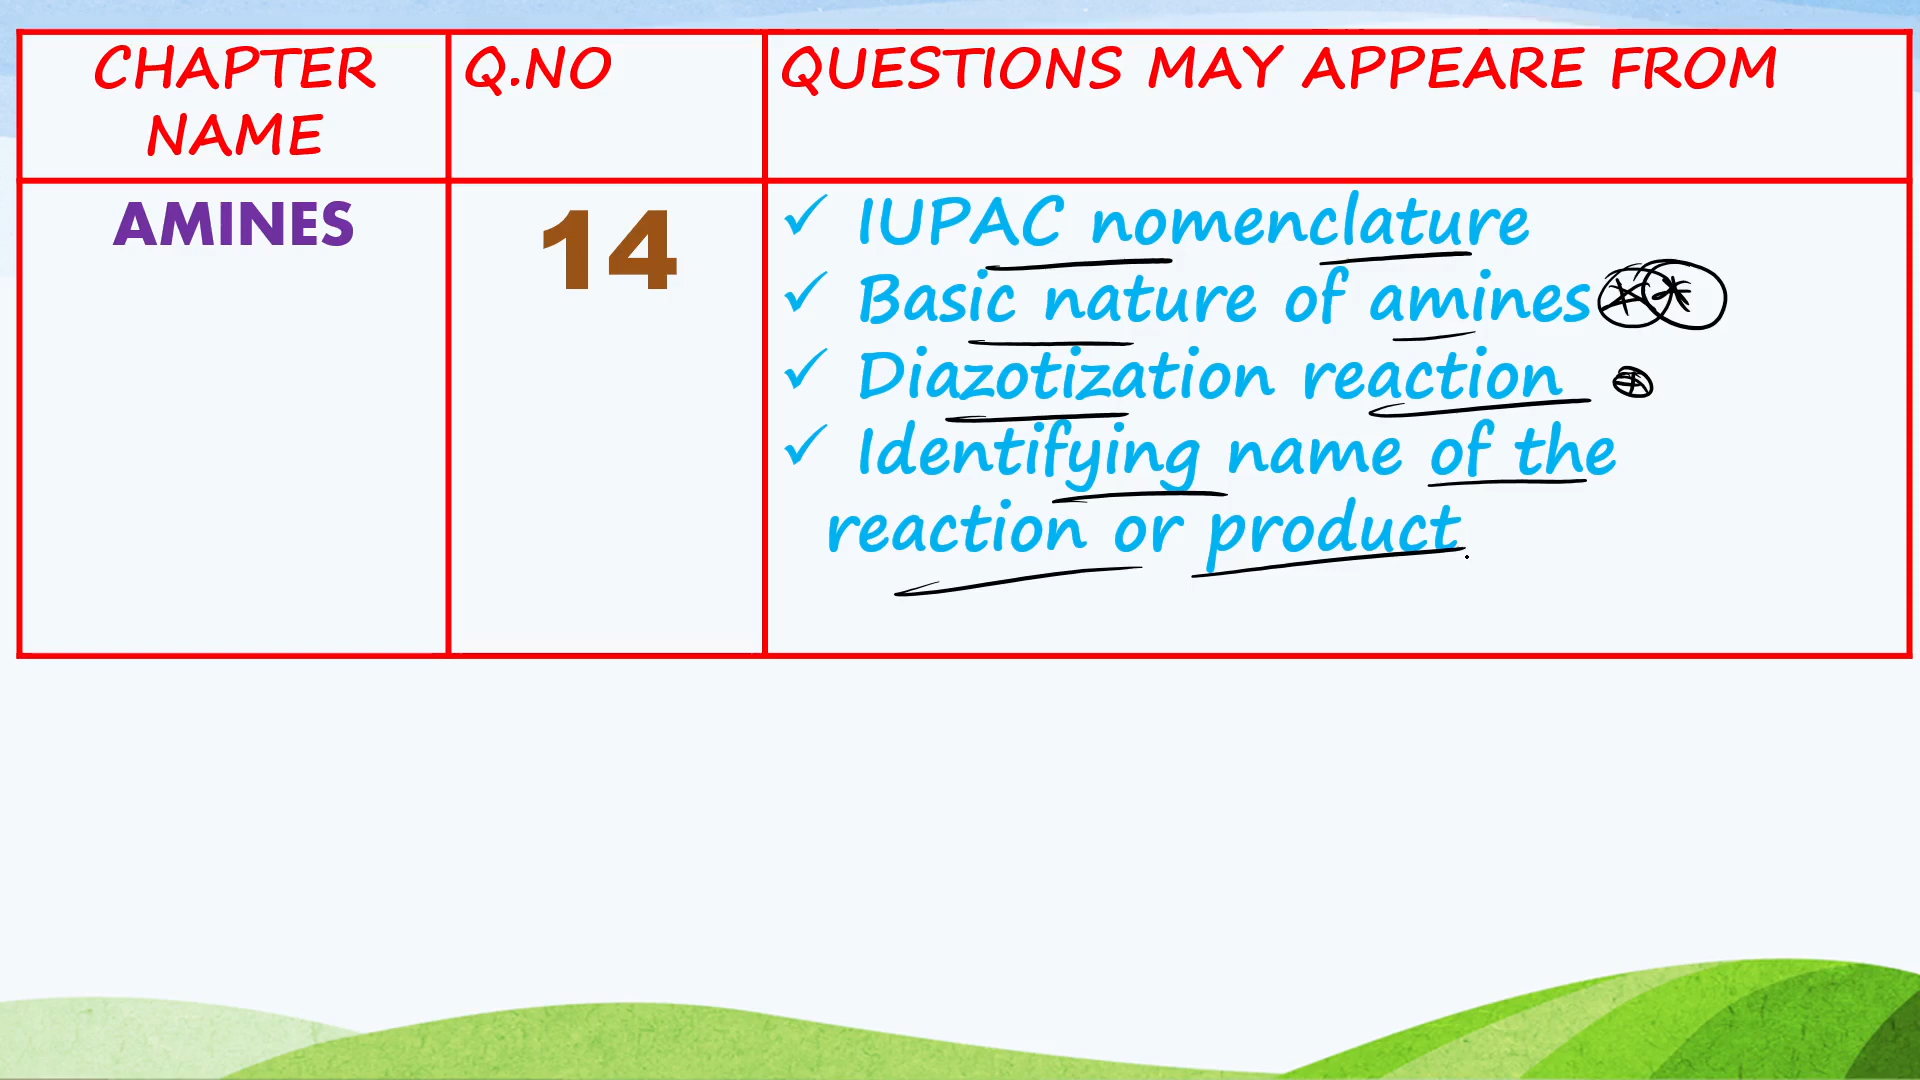 CHAPTER
NAME
Q.NO
QUESTIONS MAY APPEARE FROM
AMINES
14
✓ IUPAC nomenclature
✓ Basic nature of amines
✓ Diazotization reaction
✓ Identifying name of the
reaction or product